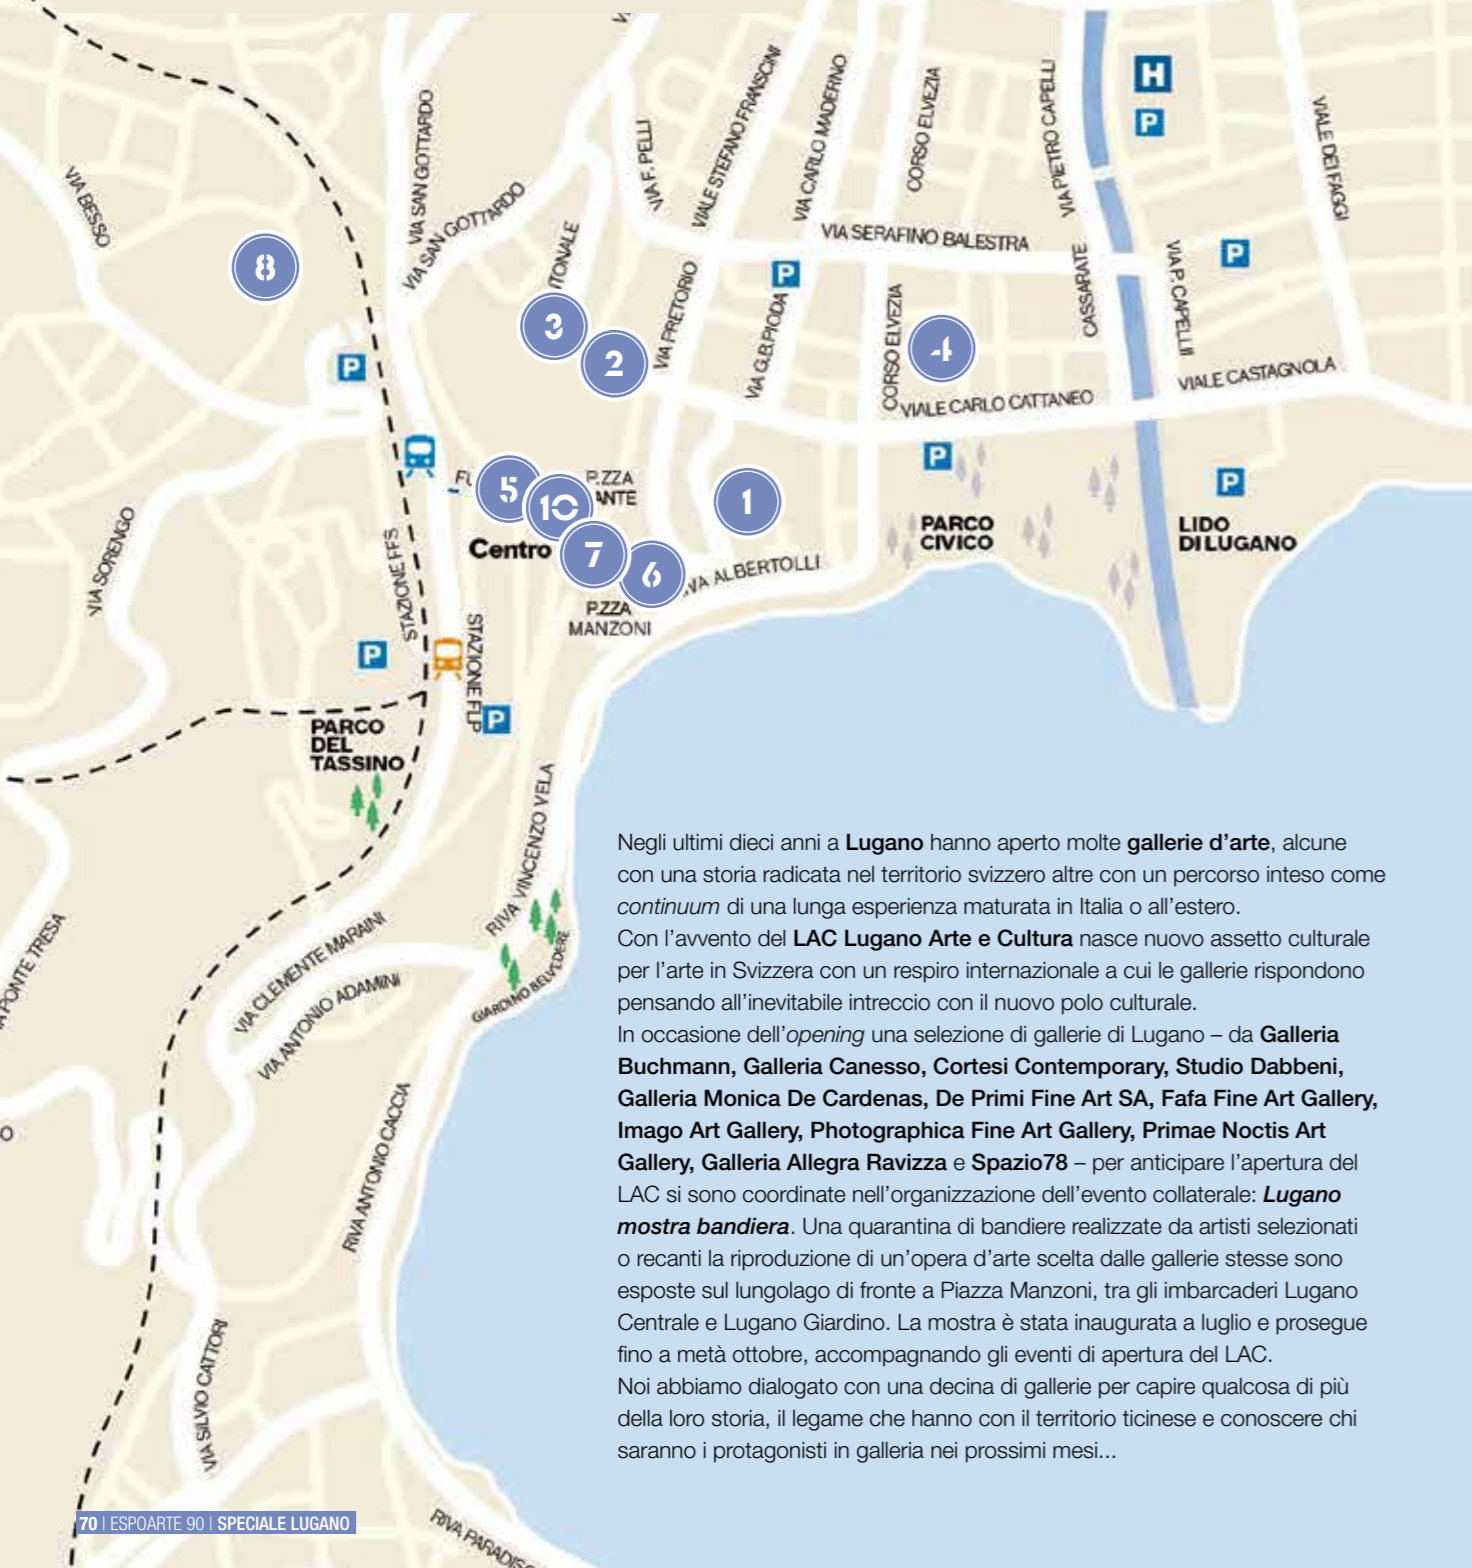 H
P
VIA BESSO
VIA SAN GOTTARDO
VIA SAN GOTTARDO
VIA F. PELLI
VIALE STEFANO FRANSCINI
VIA CARLO MADERNO
CORSO ELVEZIA
VIA PIETRO CAPELLI
VIALE DEI FAGGI
VIA SERAFINO BALESTRA
8
P
P
CASSARATE
VIA P. CAPELLII
3
2
VIA PRETORIO
VIA G.B.PIODA
CORSO ELVEZIA
4
P
VIALE CARLO CATTANEO
VIALE CASTAGNOLA
P
P
5
10
P.ZZA
ANTE
1
Centro
7
6
PARCO
CIVICO
LIDO
DI LUGANO
ALBERTOLLI
P.ZZA
MANZONI
VIA SORENGO
STAZIONE FFS
STAZIONE FLP
P
P
PARCO
DEL
TASSINO
RIVA VINCENZO VELA
GIARDINO BELVEDERE
PONTE TRESA
VIA CLEMENTE MARAINI
VIA ANTONIO ADAMINI
RIVA ANTONIO CACCIA
VIA SILVIO CATTORI
Negli ultimi dieci anni a Lugano hanno aperto molte gallerie d'arte, alcune
con una storia radicata nel territorio svizzero altre con un percorso inteso come
continuum di una lunga esperienza maturata in Italia o all'estero.
Con l'avvento del LAC Lugano Arte e Cultura nasce nuovo assetto culturale
per l'arte in Svizzera con un respiro internazionale a cui le gallerie rispondono
pensando all'inevitabile intreccio con il nuovo polo culturale.
In occasione dell'opening una selezione di gallerie di Lugano – da Galleria
Buchmann, Galleria Canesso, Cortesi Contemporary, Studio Dabbeni,
Galleria Monica De Cardenas, De Primi Fine Art SA, Fafa Fine Art Gallery,
Imago Art Gallery, Photographica Fine Art Gallery, Primae Noctis Art
Gallery, Galleria Allegra Ravizza e Spazio78 – per anticipare l'apertura del
LAC si sono coordinate nell'organizzazione dell'evento collaterale: Lugano
mostra bandiera. Una quarantina di bandiere realizzate da artisti selezionati
o recanti la riproduzione di un'opera d'arte scelta dalle gallerie stesse sono
esposte sul lungolago di fronte a Piazza Manzoni, tra gli imbarcaderi Lugano
Centrale e Lugano Giardino. La mostra è stata inaugurata a luglio e prosegue
fino a metà ottobre, accompagnando gli eventi di apertura del LAC.
Noi abbiamo dialogato con una decina di gallerie per capire qualcosa di più
della loro storia, il legame che hanno con il territorio ticinese e conoscere chi
saranno i protagonisti in galleria nei prossimi mesi...
70 | ESPOARTE 90 | SPECIALE LUGANO